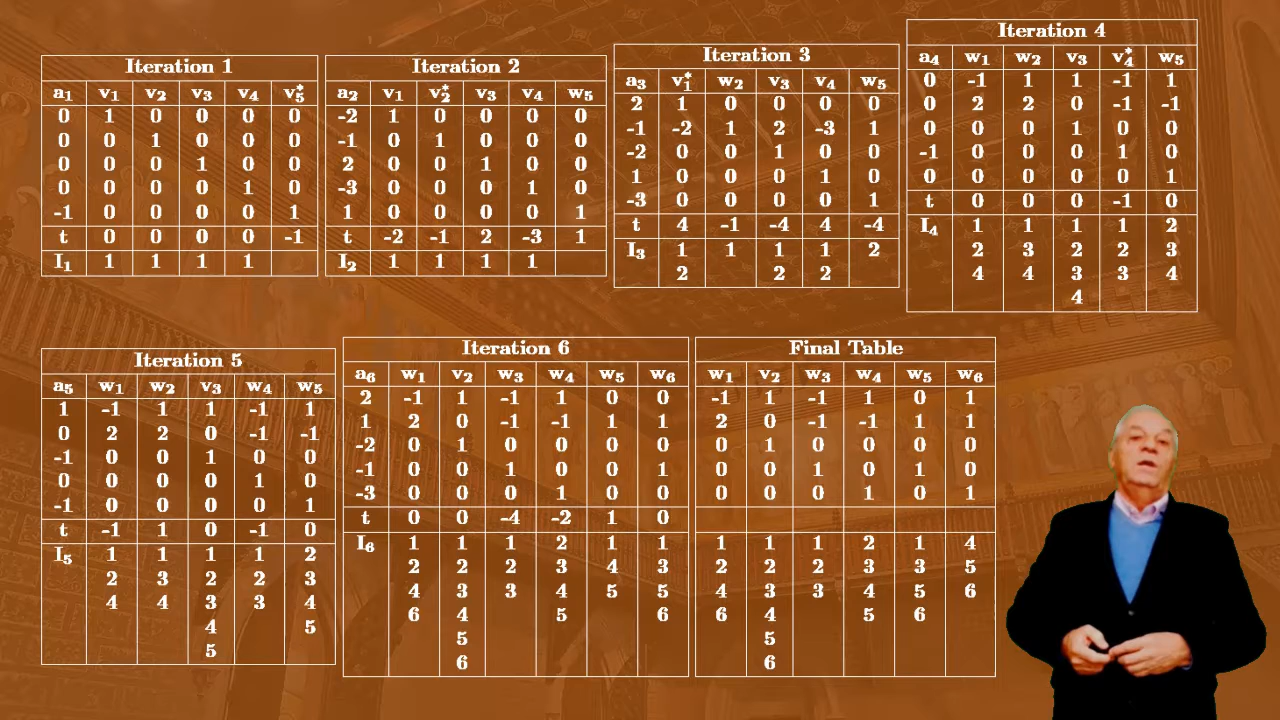 Iteration 1
a₁ v₁ v₂ v₃ v₄ v₅*
0 1 0 0 0 0
0 0 1 0 0 0
0 0 0 1 0 0
0 0 0 0 1 0
-1 0 0 0 0 1
t 0 0 0 0 -1
I₁ 1 1 1 1
Iteration 2
a₂ v₁ v₂* v₃ v₄ w₅
-2 1 0 0 0 0
-1 0 1 0 0 0
2 0 0 1 0 0
-3 0 0 0 1 0
1 0 0 0 0 1
t -2 -1 2 -3 1
I₂ 1 1 1 1
Iteration 3
a₃ v₁* w₂ v₃ v₄ w₅
2 1 0 0 0 0
-1 -2 1 2 -3 1
-2 0 0 1 0 0
1 0 0 0 1 0
-3 0 0 0 0 1
t 4 -1 -4 4 -4
I₃ 1 1 1 1 2
2 2 2
Iteration 4
a₄ w₁ w₂ v₃ v₄* w₅
0 -1 1 1 -1 1
0 2 2 0 -1 -1
0 0 0 1 0 0
-1 0 0 0 1 0
0 0 0 0 0 1
t 0 0 0 -1 0
I₄ 1 1 1 1 2
2 3 2 2 3
4 4 3 3 4
4
Iteration 5
a₅ w₁ w₂ v₃ w₄ w₅
1 -1 1 1 -1 1
0 2 2 0 -1 -1
-1 0 0 1 0 0
0 0 0 0 1 0
-1 0 0 0 0 1
t -1 1 0 -1 0
I₅ 1 1 1 1 2
2 3 2 2 3
4 4 3 3 4
4 5
5
Iteration 6
a₆ w₁ v₂ w₃ w₄ w₅ w₆
2 -1 1 -1 1 0 0
1 2 0 -1 -1 1 1
-2 0 1 0 0 0 0
-1 0 0 1 0 0 1
-3 0 0 0 1 0 0
t 0 0 -4 -2 1 0
I₆ 1 1 1 2 1 1
2 2 2 3 4 3
4 3 3 4 5 5
6 4 5 6
5
6
Final Table
w₁ v₂ w₃ w₄ w₅ w₆
-1 1 -1 1 0 1
2 0 -1 -1 1 1
0 1 0 0 0 0
0 0 1 0 1 0
0 0 0 1 0 1
1 1 1 2 1 4
2 2 2 3 3 5
4 3 3 4 5 6
6 4 5 6
5
6